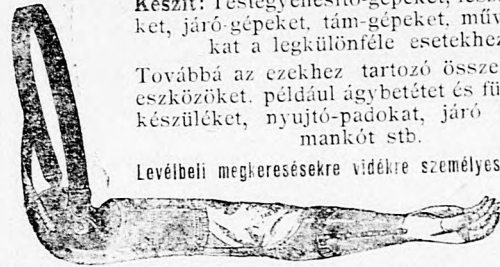 Készít: Testegyenesítő-gépeket,
ket, járó-gépeket, tám-gépeket, műv
kat a legkülönféle esetekhez
Továbbá az ezekhez tartozó össze
eszközöket. például ágybetétet és fü
készüléket, nyujtó-padokat, járó
mankót stb.
Levélbeli megkeresésekre vidékre személyes